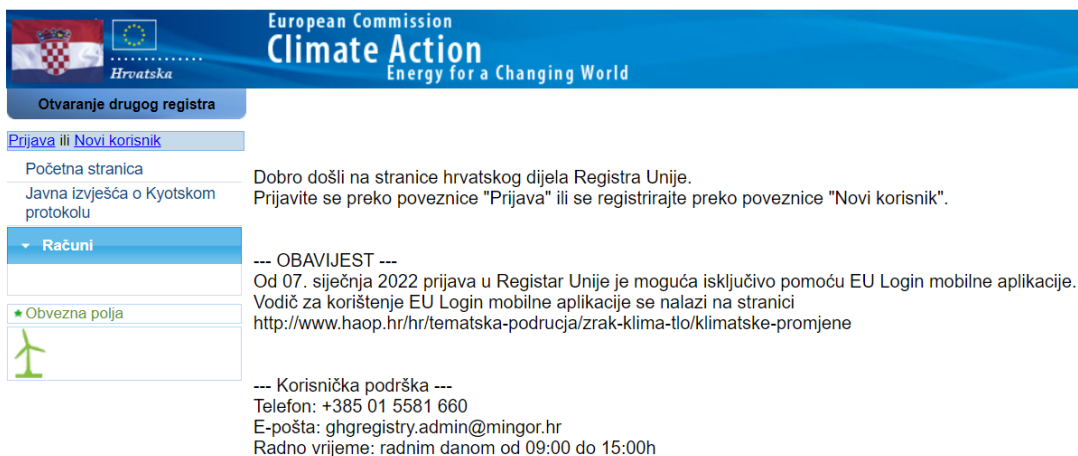 European Commission
Climate Action
Energy for a Changing World
Hrvatska
Otvaranje drugog registra
Prijava ili Novi korisnik
Početna stranica
Javna izvješća o Kyotskom
protokolu
Računi
Obvezna polja
Dobro došli na stranice hrvatskog dijela Registra Unije.
Prijavite se preko poveznice "Prijava" ili se registrirajte preko poveznice "Novi korisnik".
--- OBAVIJEST ---
Od 07. siječnja 2022 prijava u Registar Unije je moguća isključivo pomoću EU Login mobilne aplikacije.
Vodič za korištenje EU Login mobilne aplikacije se nalazi na stranici
http://www.haop.hr/hr/tematska-podrucja/zrak-klima-tlo/klimatske-promjene
--- Korisnička podrška ---
Telefon: +385 01 5581 660
E-pošta: ghgregistry.admin@mingor.hr
Radno vrijeme: radnim danom od 09:00 do 15:00h